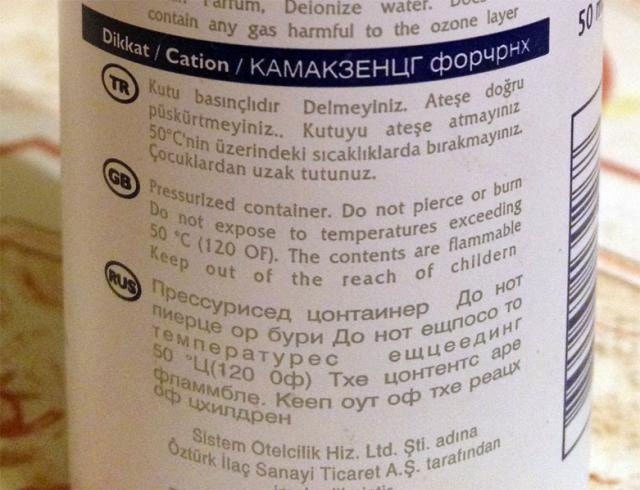 Parfum, Deionize water. Does
contain any gas harmful to the ozone layer
50
Dikkat / Cation / КАМАКЗЕНЦГ форчрнх
TR
Kutu basınçlıdır Delmeyiniz. Ateşe doğru
püskürtmeyiniz.. Kutuyu ateşe atmayınız
50°C'nin üzerindeki sıcaklıklarda bırakmayınız.
Çocuklardan uzak tutunuz.
GB
Pressurized container. Do not pierce or burn
Do not expose to temperatures exceeding
50 °C (120 OF). The contents are flammable
Keep out of the reach of childern
RUS
Прессурисед цонтаинер До нот
пиерце ор бури До нот ещпосо то
температурес ещцеединг
50 °Ц(120 0ф) Тхе цонтентс аре
фламмбле. Кееп оут оф тхе реацх
оф цхилдрен
Sistem Otelcilik Hiz. Ltd. Şti. adına
Öztürk İlaç Sanayi Ticaret A.Ş. tarafından